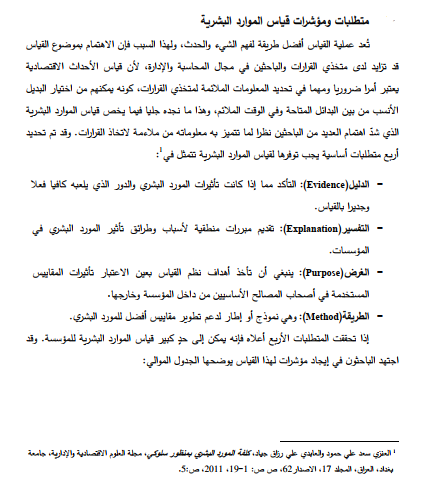 متطلبات ومؤشرات قياس الموارد البشرية
تُعد عملية القياس أفضل طريقة لفهم الشيء والحدث، ولهذا السبب فإن الاهتمام بموضوع القياس
قد تزايد لدى متخذي القرارات والباحثين في مجال المحاسبة والإدارة، لأن قياس الأحداث الاقتصادية
يعتبر أمرا ضروريا ومهما في تحديد المعلومات الملائمة لمتخذي القرارات، كونه يمكنهم من اختيار البديل
الأنسب من بين البدائل المتاحة وفي الوقت الملائم، وهذا ما نجده جليا فيما يخص قياس الموارد البشرية
الذي شدّ اهتمام العديد من الباحثين نظرا لما تتميز به معلوماته من ملاءمة لاتخاذ القرارات. وقد تم تحديد
أربع متطلبات أساسية يجب توفرها لقياس الموارد البشرية تتمثل في1:
− الدليل(Evidence): التأكد مما إذا كانت تأثيرات المورد البشري والدور الذي يلعبه كافيا فعلا
وجديرا بالقياس.
− التفسير(Explanation): تقديم مبررات منطقية لأسباب وطرائق تأثير المورد البشري في
المؤسسات.
− الغرض(Purpose): ينبغي أن تأخذ أهداف نظم القياس بعين الاعتبار تأثيرات المقاييس
المستخدمة في أصحاب المصالح الأساسيين من داخل المؤسسة وخارجها.
− الطريقة(Method): وهي نموذج أو إطار لدعم تطوير مقاييس أفضل للمورد البشري.
إذا تحققت المتطلبات الأربع أعلاه فإنه يمكن إلى حدٍ كبير قياس الموارد البشرية للمؤسسة. وقد
اجتهد الباحثون في إيجاد مؤشرات لهذا القياس يوضحها الجدول الموالي:
1 العنزي سعد علي حمود والعابدي علي رزاق جياد، كلفة المورد البشري بمنظور سلوكي، مجلة العلوم الاقتصادية والإدارية، جامعة
بغداد، العراق، المجلد 17، الاصدار 62، ص ص: 1-19، 2011، ص:5.